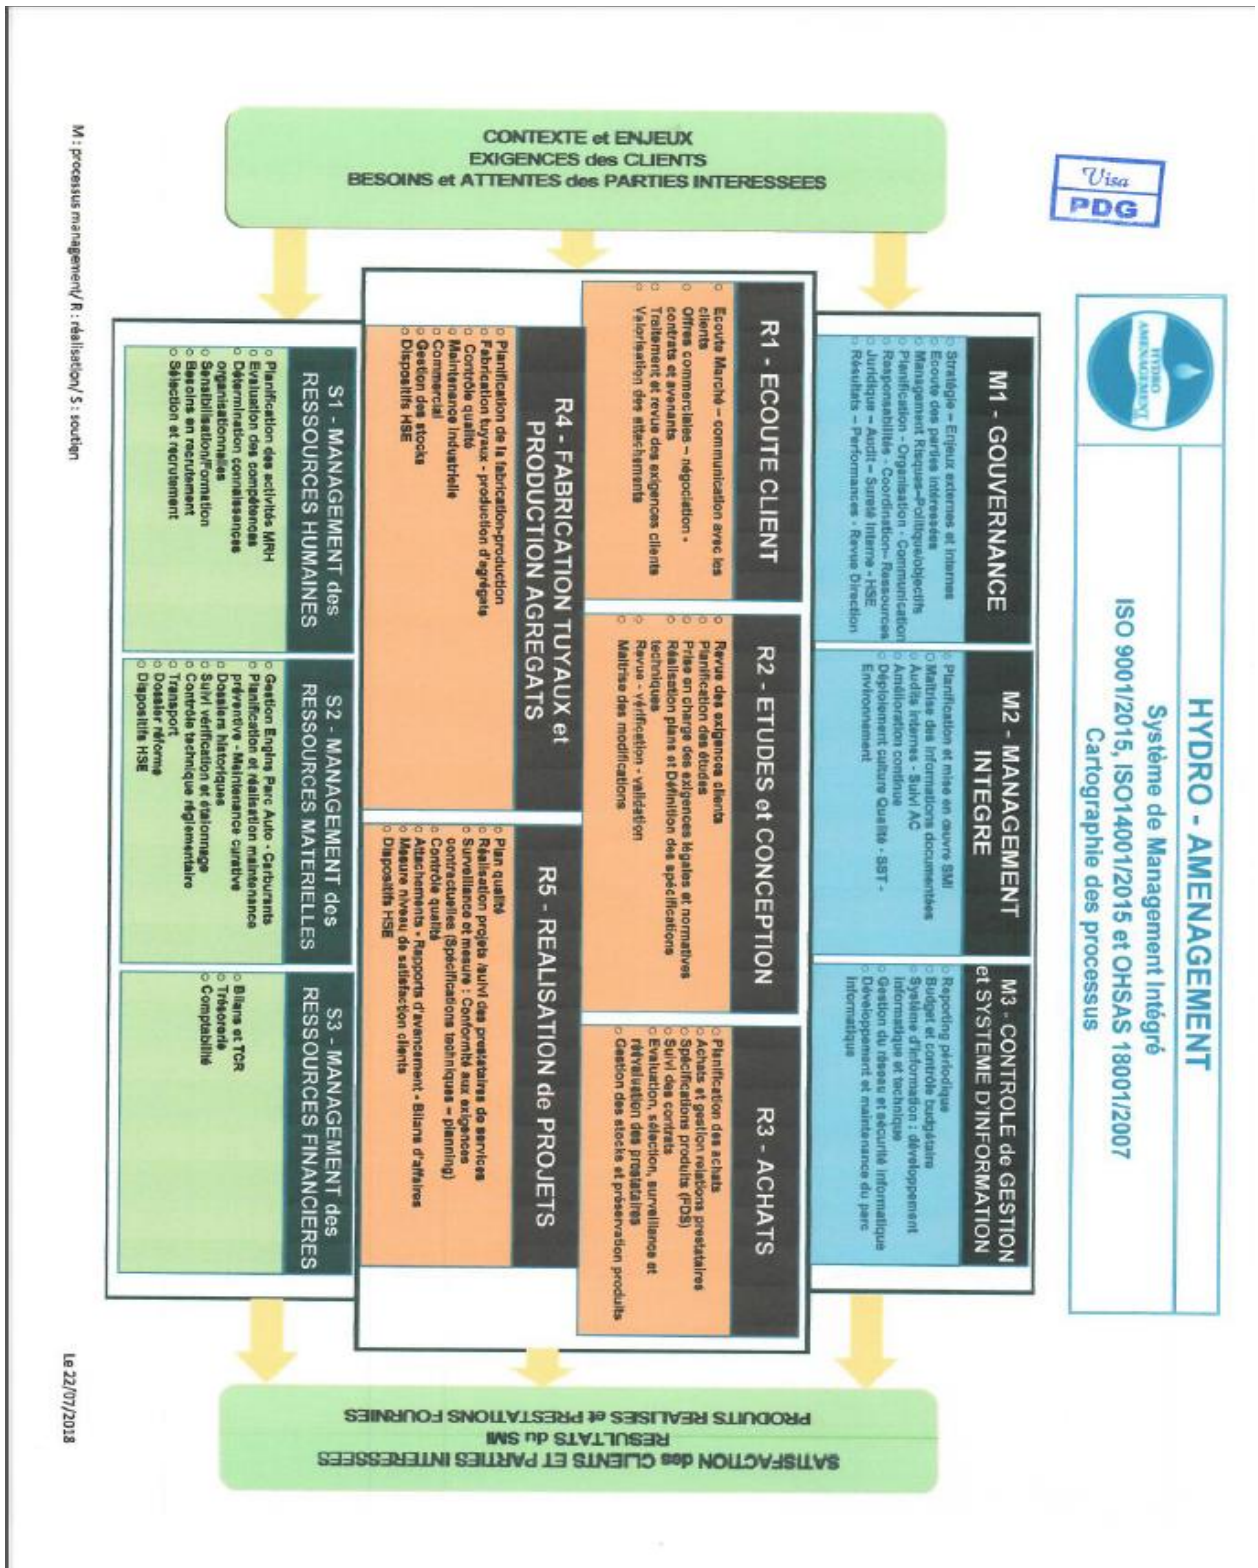 HYDRO - AMENAGEMENT
Système de Management Intégré
ISO 9001/2015, ISO14001/2015 et OHSAS 18001/2007
Cartographie des processus
HYDRO
AMENAGEMENT
Visa
PDG
CONTEXTE et ENJEUX
EXIGENCES des CLIENTS
BESOINS et ATTENTES des PARTIES INTERESSEES
M1 - GOUVERNANCE
○ Stratégie – Enjeux externes et internes
○ Ecoute des parties intéressées
○ Management Risques–Politique/objectifs
○ Planification - Organisation - Communication
○ Responsabilités - Coordination– Ressources
○ Juridique – Audit – Sureté Interne - HSE
○ Résultats – Performances - Revue Direction
M2 - MANAGEMENT
INTEGRE
○ Planification et mise en œuvre SMI
○ Maîtrise des informations documentées
○ Audits internes - Suivi AC
○ Amélioration continue
○ Déploiement culture Qualité - SST -
Environnement
M3 - CONTROLE de GESTION
et SYSTEME D'INFORMATION
○ Reporting périodique
○ Budget et contrôle budgétaire
○ Système d'information : développement
informatique et technique
○ Gestion du réseau et sécurité informatique
○ Développement et maintenance du parc
informatique
R1 - ECOUTE CLIENT
○ Ecoute Marché – communication avec les
clients
○ Offres commerciales – négociation -
contrats et avenants
○ Traitement et revue des exigences clients
○ Valorisation des attachements
R2 - ETUDES et CONCEPTION
○ Revue des exigences clients
○ Planification des études
○ Prise en charge des exigences légales et normatives
○ Réalisation plans et Définition des spécifications
techniques
○ Revue - vérification - validation
○ Maîtrise des modifications
R3 - ACHATS
○ Planification des achats
○ Achats et gestion relations prestataires
○ Spécifications produits (FDS)
○ Suivi des contrats
○ Evaluation, sélection, surveillance et
réévaluation des prestataires
○ Gestion des stocks et préservation produits
R4 - FABRICATION TUYAUX et
PRODUCTION AGREGATS
○ Planification de la fabrication-production
○ Fabrication tuyaux - production d'agrégats
○ Contrôle qualité
○ Maintenance industrielle
○ Commercial
○ Gestion des stocks
○ Dispositifs HSE
R5 - REALISATION de PROJETS
○ Plan qualité
○ Réalisation projets /suivi des prestataires de services
○ Surveillance et mesure : Conformité aux exigences
contractuelles (Spécifications techniques – planning)
○ Contrôle qualité
○ Attachements - Rapports d'avancement - Bilans d'affaires
○ Mesure niveau de satisfaction clients
○ Dispositifs HSE
S1 - MANAGEMENT des
RESSOURCES HUMAINES
○ Planification des activités MRH
○ Evaluation des compétences
○ Détermination connaissances
organisationnelles
○ Sensibilisation/Formation
○ Besoins en recrutement
○ Sélection et recrutement
S2 - MANAGEMENT des
RESSOURCES MATERIELLES
○ Gestion Engins Parc Auto - Carburants
○ Planification et réalisation maintenance
préventive - Maintenance curative
○ Dossiers historiques
○ Suivi vérification et étalonnage
○ Contrôle technique réglementaire
○ Transport
○ Dossier réforme
○ Dispositifs HSE
S3 - MANAGEMENT des
RESSOURCES FINANCIERES
○ Bilans et TCR
○ Trésorerie
○ Comptabilité
SATISFACTION des CLIENTS ET PARTIES INTERESSEES
RESULTATS du SMI
PRODUITS REALISES et PRESTATIONS FOURNIES
M : processus management/ R : réalisation/ S : soutien
Le 22/07/2018